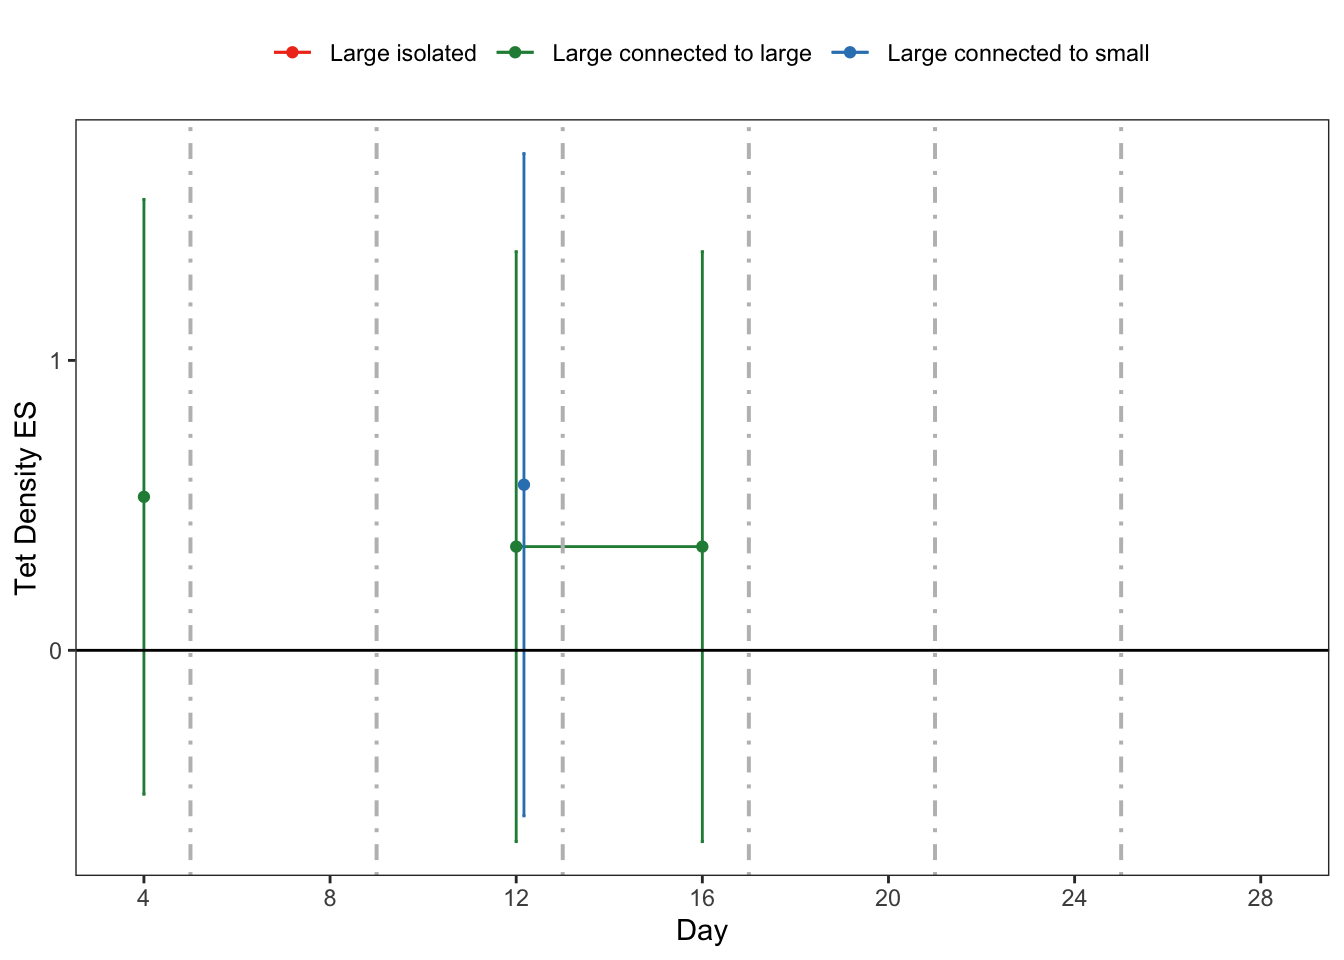 Large isolated Large connected to large Large connected to small
Tet Density ES
1
0
4 8 12 16 20 24 28
Day